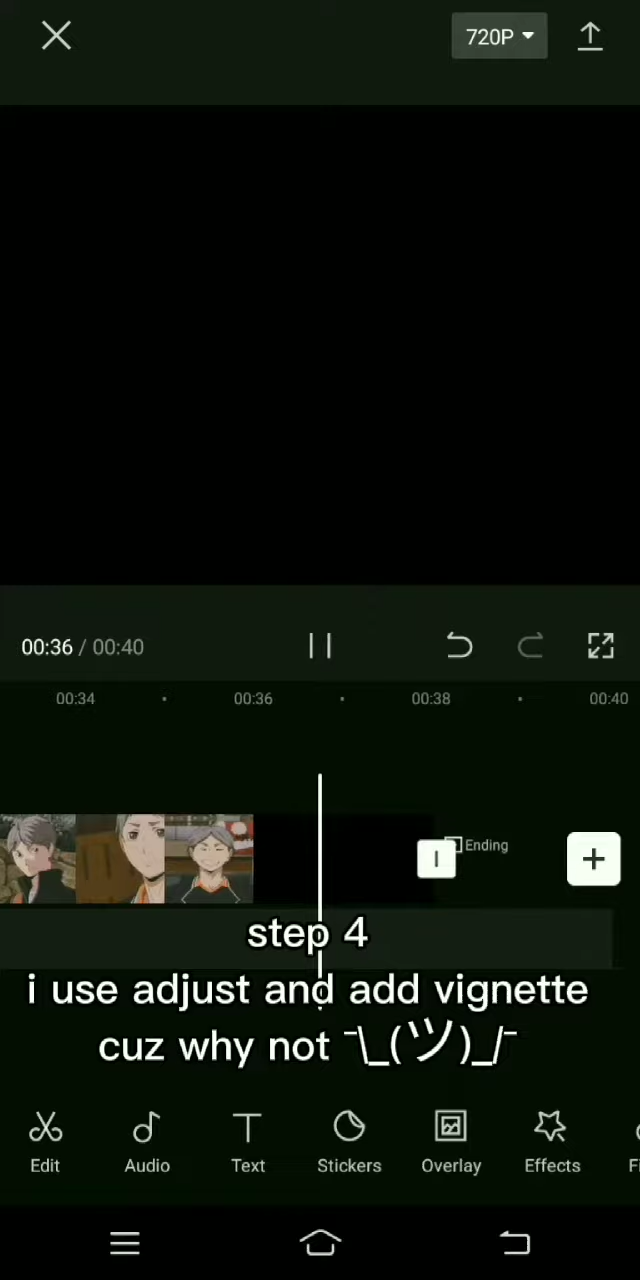 720P
00:36 / 00:40
00:34 00:36 00:38 00:40
Ending
step 4
i use adjust and add vignette
cuz why not ¯\_(ツ)_/¯
Edit Audio Text Stickers Overlay Effects Fi